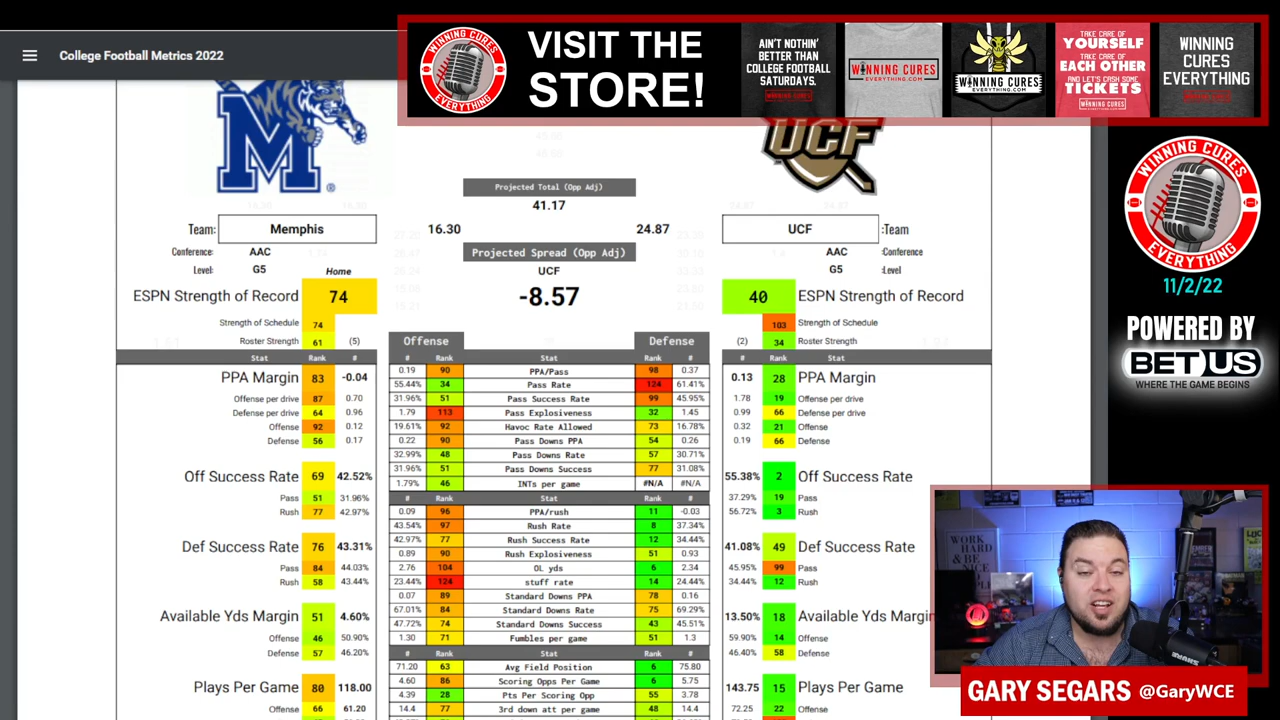 College Football Metrics 2022
WINNING CURES
EVERYTHING
VISIT THE
STORE!
AIN'T NOTHIN'
BETTER THAN
COLLEGE FOOTBALL
SATURDAYS.
WINNING CURES
EVERYTHING.COM
WINNING CURES
EVERYTHING.COM
TAKE CARE OF
YOURSELF
TAKE CARE OF
EACH OTHER
AND LET'S CASH SOME
TICKETS
WINNING CURES
WINNING
CURES
EVERYTHING
M
UCF
Projected Total (Opp Adj)
41.17
Team: Memphis 16.30 24.87 UCF :Team
Conference: AAC Projected Spread (Opp Adj) AAC :Conference
Level: G5 Home UCF G5 :Level
ESPN Strength of Record 74 -8.57 40 ESPN Strength of Record
Strength of Schedule 74 103 Strength of Schedule
Roster Strength 61 (5) Offense Defense (2) 34 Roster Strength
Stat Rank # # Rank Stat Rank # # Rank Stat
PPA Margin 83 -0.04 0.13 28 PPA Margin
Offense per drive 87 0.70 1.78 19 Offense per drive
Defense per drive 64 0.96 0.99 66 Defense per drive
Offense 92 0.12 0.32 21 Offense
Defense 56 0.17 0.19 66 Defense
Off Success Rate 69 42.52% 55.38% 2 Off Success Rate
Pass 51 31.96% 37.29% 19 Pass
Rush 77 42.97% 56.72% 3 Rush
Def Success Rate 76 43.31% 41.08% 49 Def Success Rate
Pass 84 44.03% 45.95% 99 Pass
Rush 58 43.44% 34.44% 12 Rush
Available Yds Margin 51 4.60% 13.50% 18 Available Yds Margin
Offense 46 50.90% 59.90% 14 Offense
Defense 57 46.20% 46.40% 58 Defense
Plays Per Game 80 118.00 143.75 15 Plays Per Game
Offense 66 61.20 72.25 22 Offense
0.19 90 PPA/Pass 98 0.37
55.44% 34 Pass Rate 124 61.41%
31.96% 51 Pass Success Rate 99 45.95%
1.79 113 Pass Explosiveness 32 1.45
19.61% 92 Havoc Rate Allowed 73 16.78%
0.22 90 Pass Downs PPA 54 0.26
32.99% 48 Pass Downs Rate 57 30.71%
31.96% 51 Pass Downs Success 77 31.08%
1.79% 46 INTs per game #N/A #N/A
# Rank Stat Rank #
0.09 96 PPA/rush 11 -0.03
43.54% 97 Rush Rate 8 37.34%
42.97% 77 Rush Success Rate 12 34.44%
0.89 90 Rush Explosiveness 51 0.93
2.76 104 OL yds 6 2.34
23.44% 124 stuff rate 14 24.44%
0.07 89 Standard Downs PPA 78 0.16
67.01% 84 Standard Downs Rate 75 69.29%
47.72% 74 Standard Downs Success 43 45.51%
1.30 71 Fumbles per game 51 1.3
# Rank Stat Rank #
71.20 63 Avg Field Position 6 75.80
4.60 86 Scoring Opps Per Game 6 5.75
4.39 28 Pts Per Scoring Opp 55 3.78
14.4 77 3rd down att per game 48 14.4
WINNING CURES
EVERYTHING
11/2/22
POWERED BY
BETUS
WHERE THE GAME BEGINS
WORK
HARD
& BE
GARY SEGARS @GaryWCE